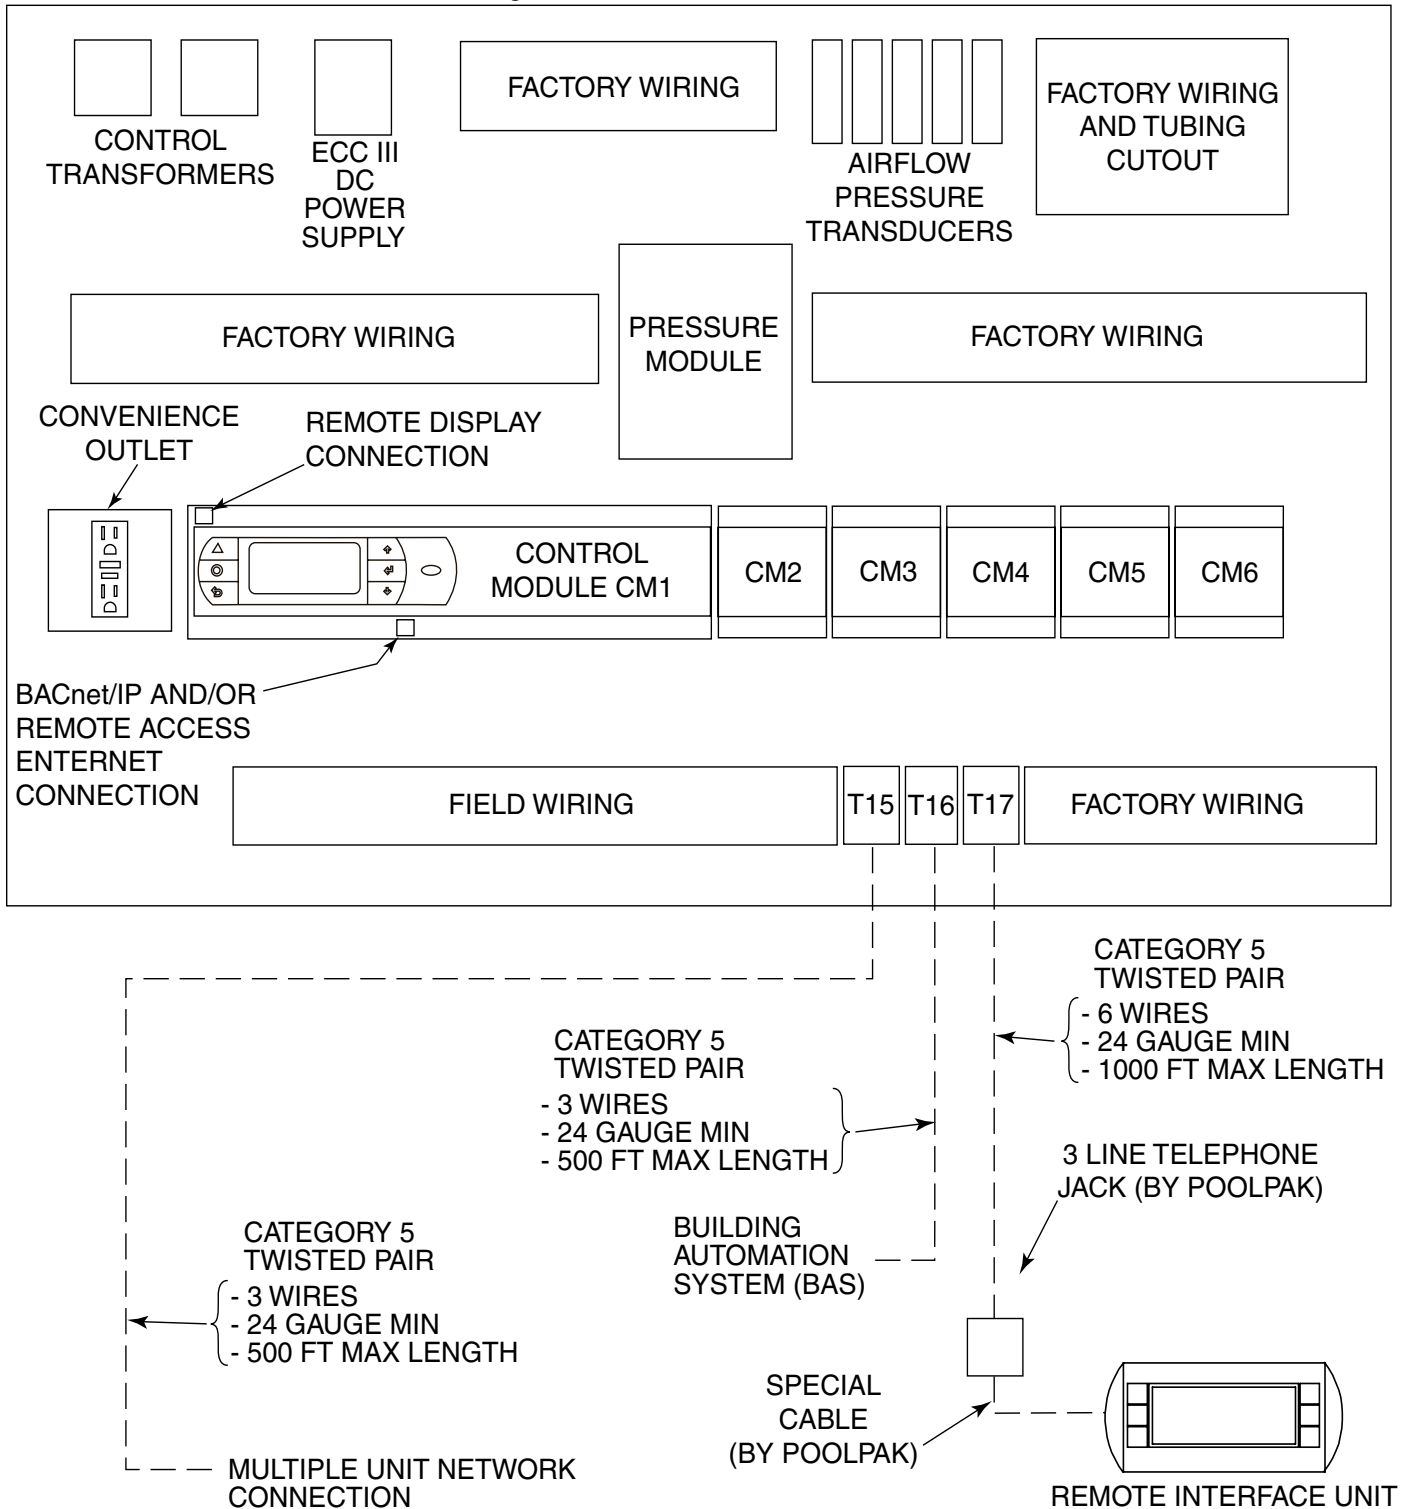 CONTROL
TRANSFORMERS
ECC III
DC
POWER
SUPPLY
FACTORY WIRING
AIRFLOW
PRESSURE
TRANSDUCERS
FACTORY WIRING
AND TUBING
CUTOUT
FACTORY WIRING
PRESSURE
MODULE
FACTORY WIRING
CONVENIENCE
OUTLET
REMOTE DISPLAY
CONNECTION
CONTROL
MODULE CM1
CM2
CM3
CM4
CM5
CM6
BACnet/IP AND/OR
REMOTE ACCESS
ENTERNET
CONNECTION
FIELD WIRING
T15
T16
T17
FACTORY WIRING
CATEGORY 5
TWISTED PAIR
- 6 WIRES
- 24 GAUGE MIN
- 1000 FT MAX LENGTH
CATEGORY 5
TWISTED PAIR
- 3 WIRES
- 24 GAUGE MIN
- 500 FT MAX LENGTH
3 LINE TELEPHONE
JACK (BY POOLPAK)
CATEGORY 5
TWISTED PAIR
- 3 WIRES
- 24 GAUGE MIN
- 500 FT MAX LENGTH
BUILDING
AUTOMATION
SYSTEM (BAS)
SPECIAL
CABLE
(BY POOLPAK)
MULTIPLE UNIT NETWORK
CONNECTION
REMOTE INTERFACE UNIT